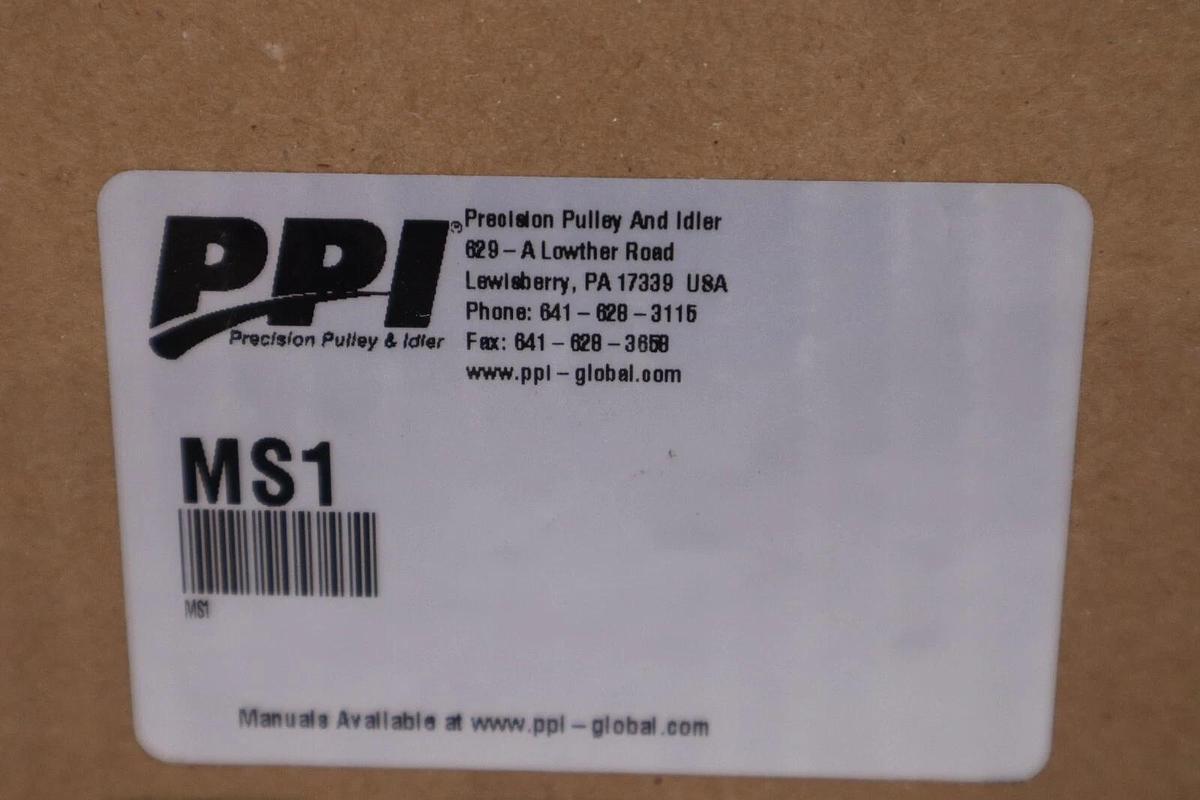 PPI®
Precision Pulley & Idler
Precision Pulley And Idler
629 – A Lowther Road
Lewisberry, PA 17339 USA
Phone: 641 – 628 – 3115
Fax: 641 – 628 – 3658
www.ppi – global.com
MS1
MS1
Manuals Available at www.ppi – global.com